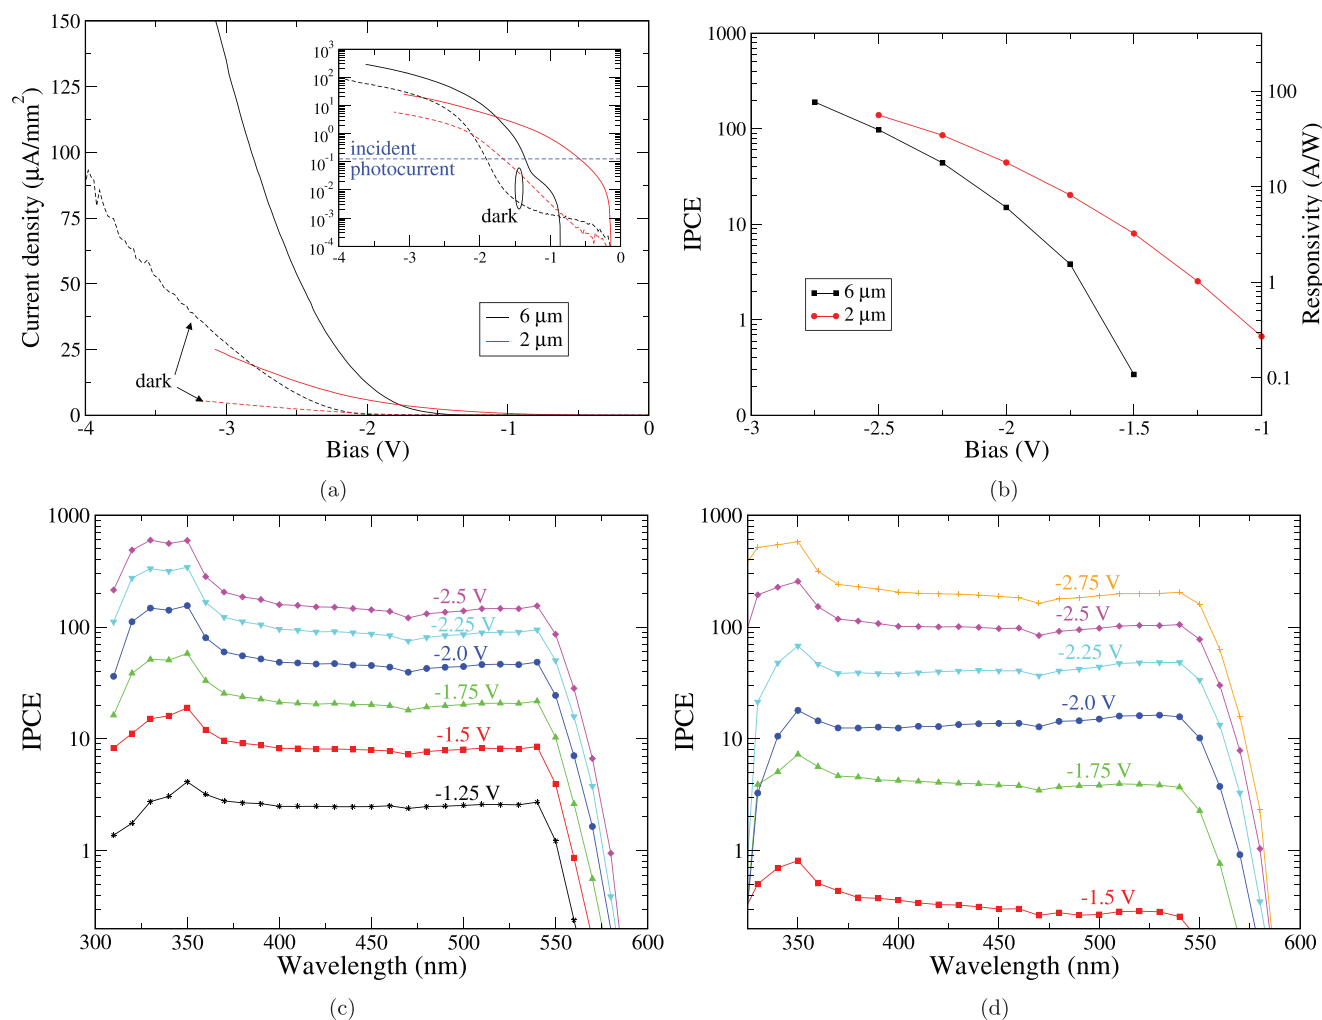 150
125
100
75
50
25
0
Current density (μA/mm²)
-4
-3
-2
-1
0
Bias (V)
dark
6 μm
2 μm
10³
10²
10¹
10⁰
10⁻¹
10⁻²
10⁻³
10⁻⁴
-4
-3
-2
-1
0
incident
photocurrent
dark
(a)
1000
100
10
1
0
IPCE
-3
-2.5
-2
-1.5
-1
Bias (V)
100
10
1
0.1
Responsivity (A/W)
6 μm
2 μm
(b)
1000
100
10
1
IPCE
-2.5 V
-2.25 V
-2.0 V
-1.75 V
-1.5 V
-1.25 V
300
350
400
450
500
550
600
Wavelength (nm)
(c)
1000
100
10
1
IPCE
-2.75 V
-2.5 V
-2.25 V
-2.0 V
-1.75 V
-1.5 V
350
400
450
500
550
600
Wavelength (nm)
(d)